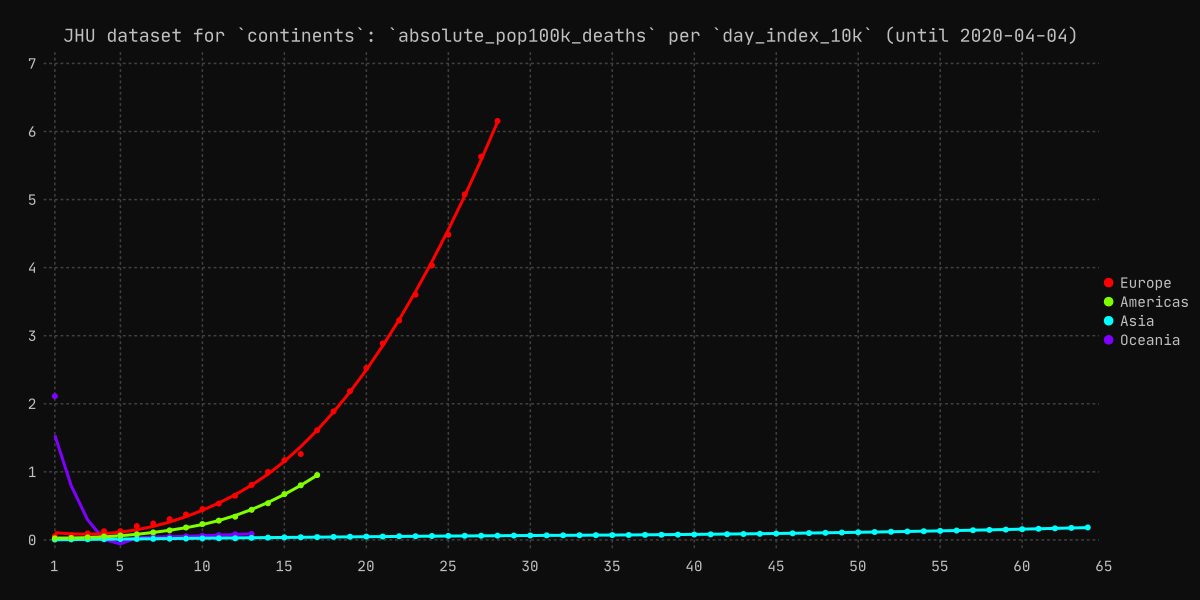 JHU dataset for `continents`: `absolute_pop100k_deaths` per `day_index_10k` (until 2020-04-04)
7
6
5
4
3
2
1
0
1 5 10 15 20 25 30 35 40 45 50 55 60 65
Europe
Americas
Asia
Oceania